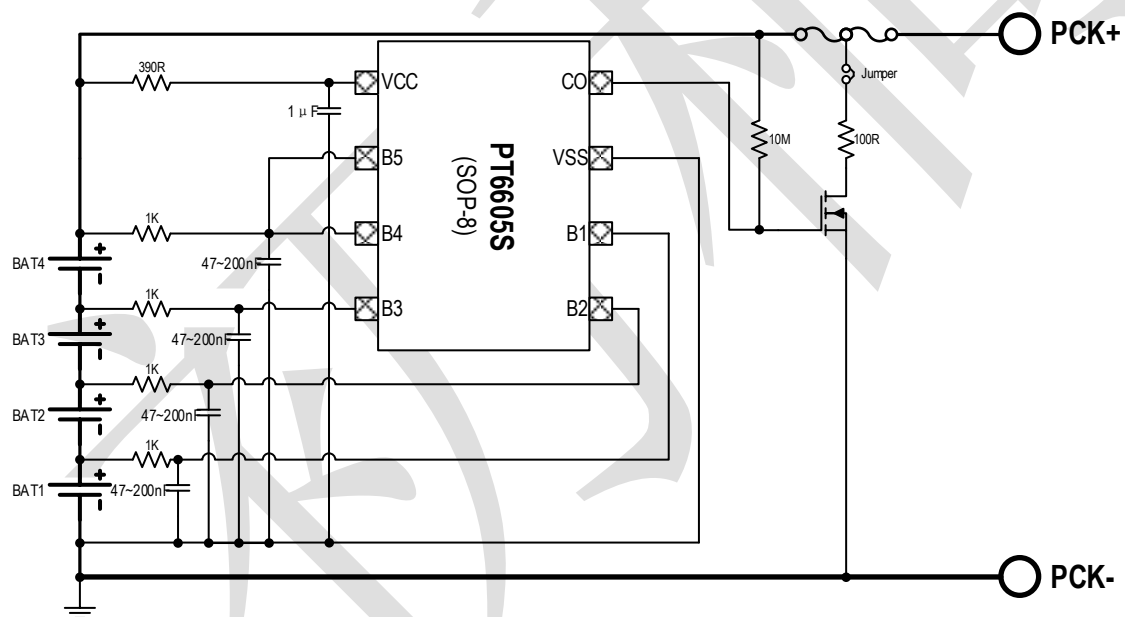 PCK+
390R
VCC
CO
Jumper
1μF
10M
100R
B5
VSS
PT6605S
(SOP-8)
1K
B4
B1
BAT4
47~200nF
1K
B3
B2
BAT3
47~200nF
1K
BAT2
47~200nF
1K
BAT1
47~200nF
PCK-